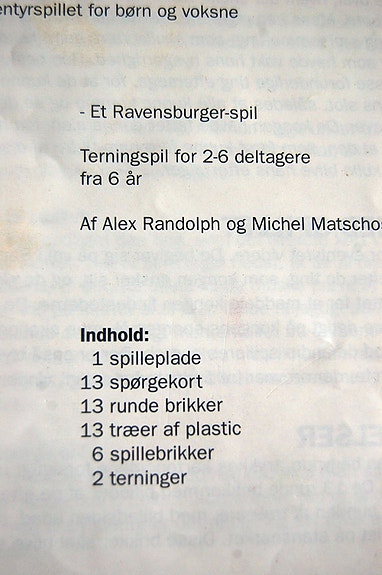 entyrspillet for børn og voksne
- Et Ravensburger-spil
Terningspil for 2-6 deltagere
fra 6 år
Af Alex Randolph og Michel Matscho
Indhold:
1 spilleplade
13 spørgekort
13 runde brikker
13 træer af plastic
6 spillebrikker
2 terninger